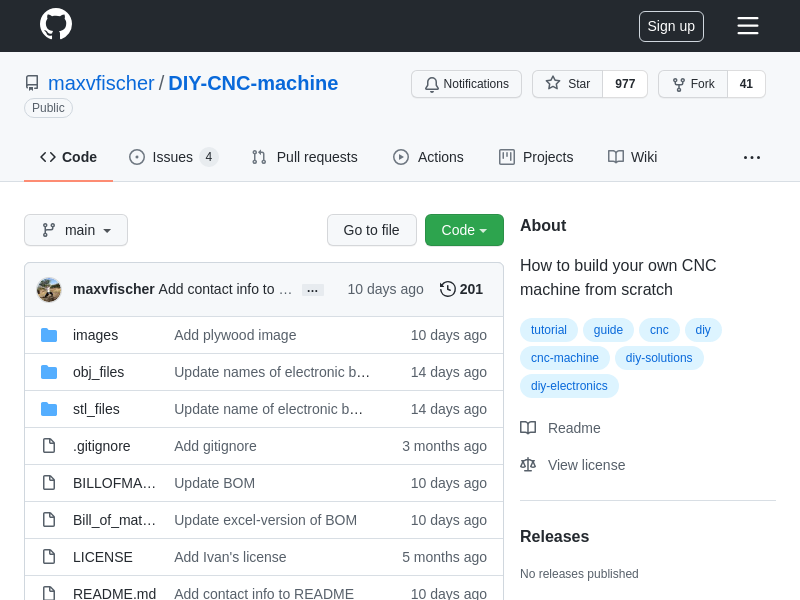 Sign up
maxvfischer / DIY-CNC-machine
Public
Notifications
Star 977
Fork 41
Code
Issues 4
Pull requests
Actions
Projects
Wiki
main
Go to file
Code
maxvfischer Add contact info to … … 10 days ago 201
images Add plywood image 10 days ago
obj_files Update names of electronic b… 14 days ago
stl_files Update name of electronic b… 14 days ago
.gitignore Add gitignore 3 months ago
BILLOFMA… Update BOM 10 days ago
Bill_of_mat… Update excel-version of BOM 10 days ago
LICENSE Add Ivan's license 5 months ago
README.md Add contact info to README 10 days ago
About
How to build your own CNC
machine from scratch
tutorial guide cnc diy
cnc-machine diy-solutions
diy-electronics
Readme
View license
Releases
No releases published